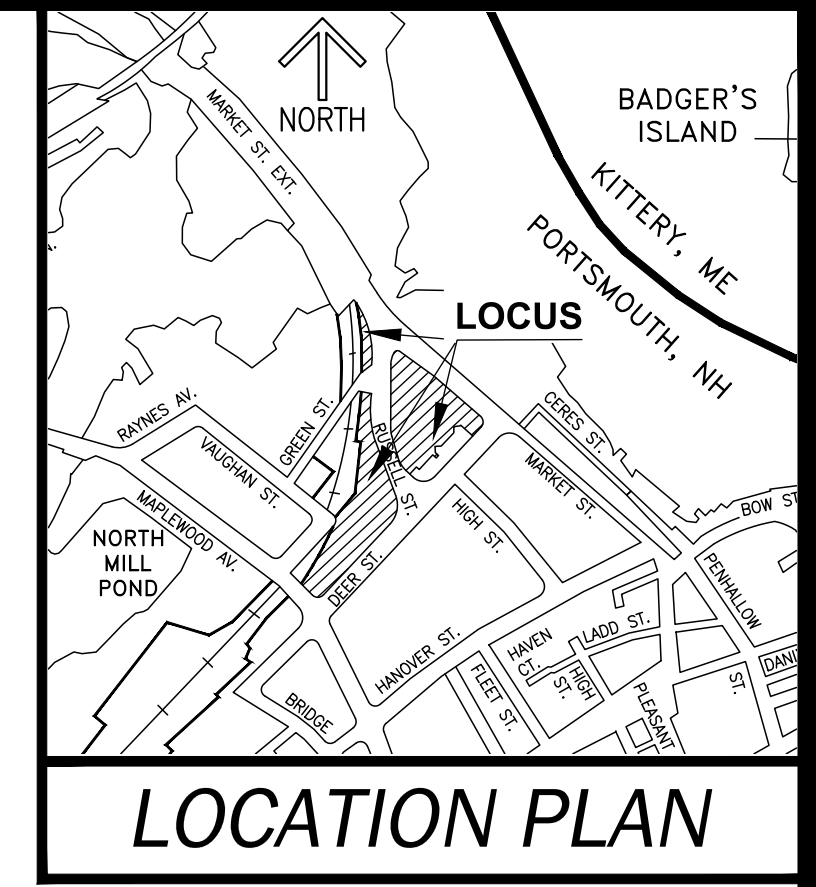 NORTH
BADGER'S
ISLAND
MARKET ST. EXT.
KITTERY, ME
PORTSMOUTH, NH
LOCUS
RAYNES AV.
GREEN ST.
VAUGHAN ST.
RUSSELL ST.
CERES ST.
MARKET ST.
BOW ST
HIGH ST.
MAPLEWOOD AV.
NORTH
MILL
POND
DEER ST.
PENHALLOW
ST.
HANOVER ST.
HAVEN
CT.
LADD ST.
HIGH
ST.
FLEET ST.
PLEASANT
DANI
BRIDGE
LOCATION PLAN